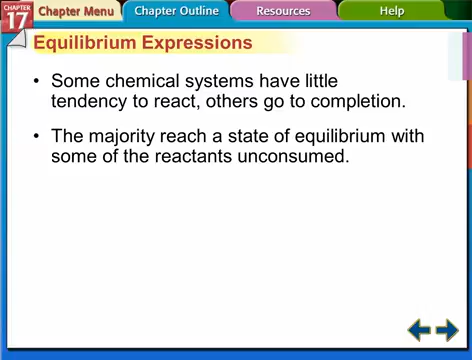 CHAPTER
17
Chapter Menu
Chapter Outline
Resources
Help
Equilibrium Expressions
• Some chemical systems have little
tendency to react, others go to completion.
• The majority reach a state of equilibrium with
some of the reactants unconsumed.